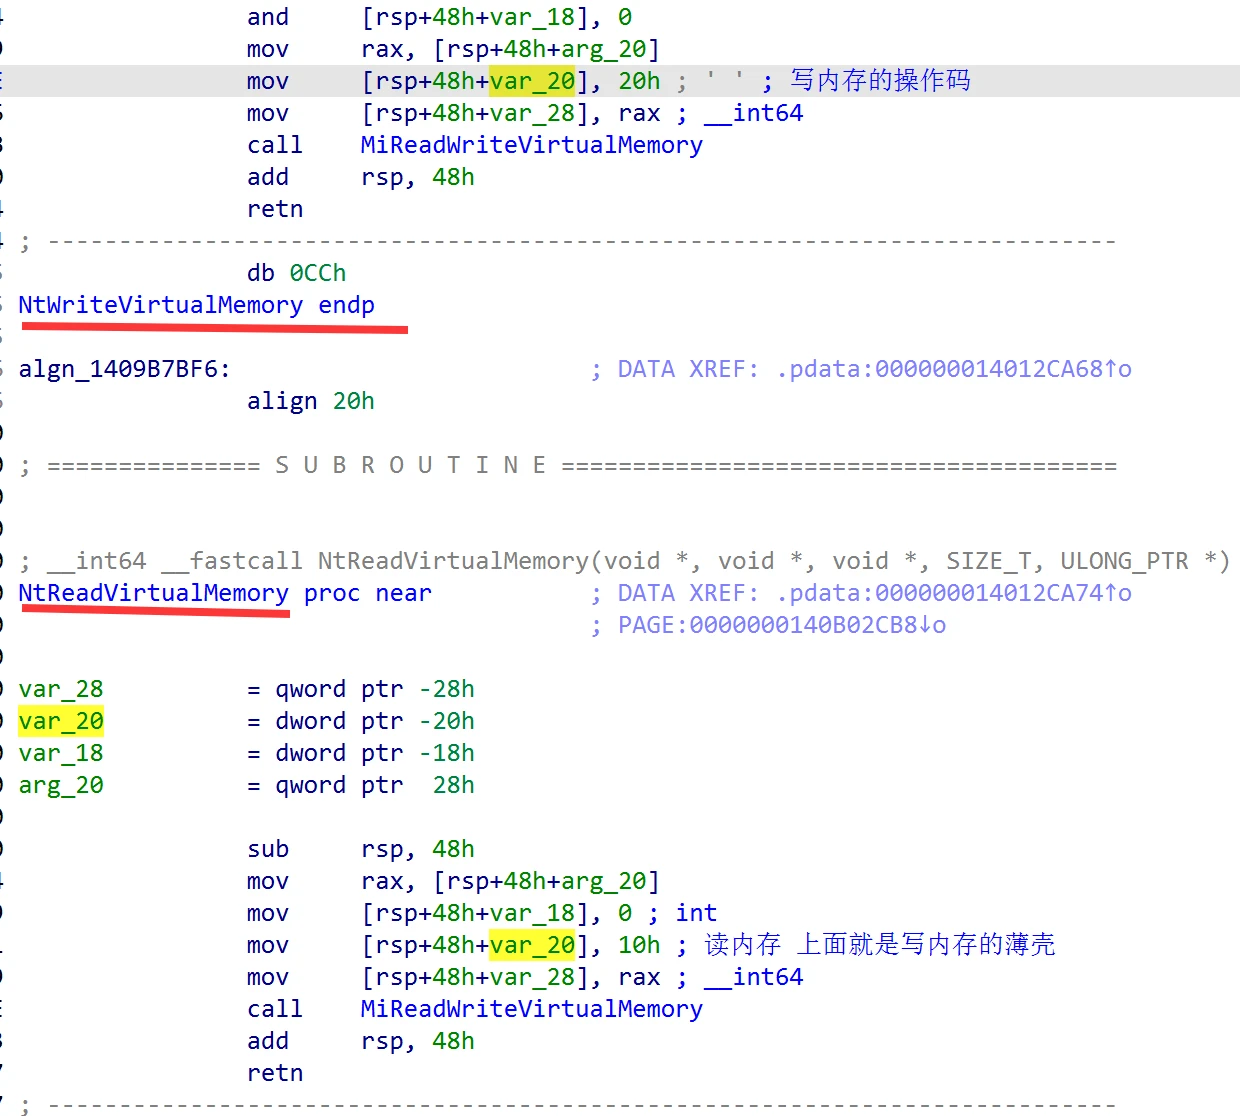 and [rsp+48h+var_18], 0
mov rax, [rsp+48h+arg_20]
mov [rsp+48h+var_20], 20h ; ' ' ; 写内存的操作码
mov [rsp+48h+var_28], rax ; __int64
call MiReadWriteVirtualMemory
add rsp, 48h
retn
; ---------------------------------------------------------------------------
db 0CCh
NtWriteVirtualMemory endp
algn_1409B7BF6: ; DATA XREF: .pdata:000000014012CA68↑o
align 20h
; =============== S U B R O U T I N E =======================================
; __int64 __fastcall NtReadVirtualMemory(void *, void *, void *, SIZE_T, ULONG_PTR *)
NtReadVirtualMemory proc near ; DATA XREF: .pdata:000000014012CA74↑o
; PAGE:0000000140B02CB8↓o
var_28 = qword ptr -28h
var_20 = dword ptr -20h
var_18 = dword ptr -18h
arg_20 = qword ptr 28h
sub rsp, 48h
mov rax, [rsp+48h+arg_20]
mov [rsp+48h+var_18], 0 ; int
mov [rsp+48h+var_20], 10h ; 读内存 上面就是写内存的薄壳
mov [rsp+48h+var_28], rax ; __int64
call MiReadWriteVirtualMemory
add rsp, 48h
retn
; ---------------------------------------------------------------------------